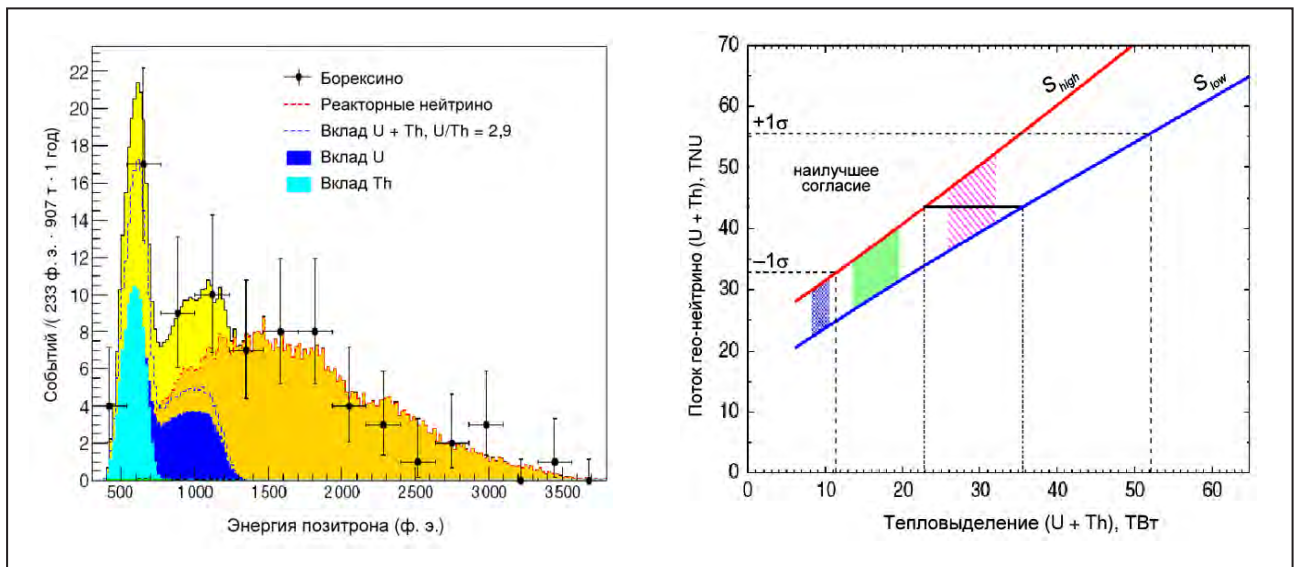 22
20
18
16
14
12
10
8
6
4
2
0
Событий /( 233 ф. э. · 907 т · 1 год)
Борексино
Реакторные нейтрино
Вклад U + Th, U/Th = 2,9
Вклад U
Вклад Th
500 1000 1500 2000 2500 3000 3500
Энергия позитрона (ф. э.)
70
60
50
40
30
20
10
0
Поток гео-нейтрино (U + Th), TNU
S high
S low
+1σ
наилучшее
согласие
–1σ
0 10 20 30 40 50 60
Тепловыделение (U + Th), ТВт